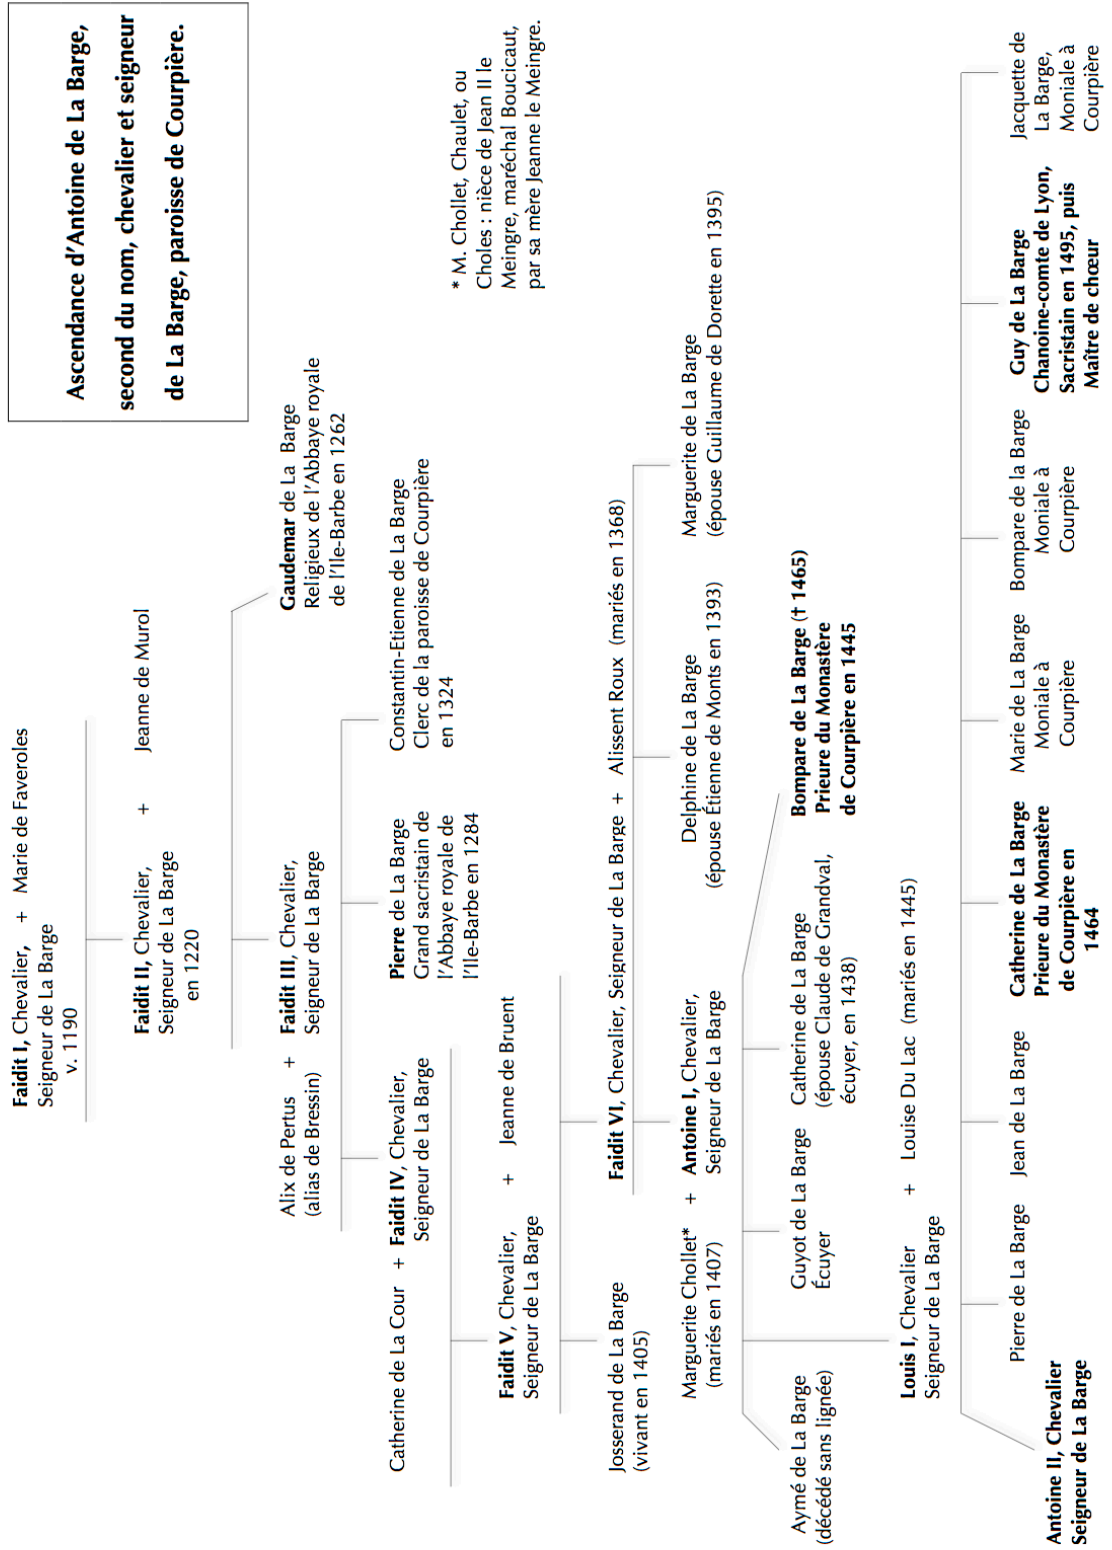 Ascendance d'Antoine de La Barge,
second du nom, chevalier et seigneur
de La Barge, paroisse de Courpière.
Faidit I, Chevalier, + Marie de Faveroles
Seigneur de La Barge
v. 1190
Faidit II, Chevalier, + Jeanne de Murol
Seigneur de La Barge
en 1220
Alix de Pertus + Faidit III, Chevalier,
(alias de Bressin) Seigneur de La Barge
Gaudemar de La Barge
Religieux de l'Abbaye royale
de l'Ile-Barbe en 1262
Catherine de La Cour + Faidit IV, Chevalier,
Seigneur de La Barge
Pierre de La Barge
Grand sacristain de
l'Abbaye royale de
l'Ile-Barbe en 1284
Constantin-Etienne de La Barge
Clerc de la paroisse de Courpière
en 1324
* M. Chollet, Chaulet, ou
Choles : nièce de Jean II le
Meingre, maréchal Boucicaut,
par sa mère Jeanne le Meingre.
Faidit V, Chevalier, + Jeanne de Bruent
Seigneur de La Barge
Josserand de La Barge
(vivant en 1405)
Faidit VI, Chevalier, Seigneur de La Barge + Alissent Roux (mariés en 1368)
Marguerite Chollet* + Antoine I, Chevalier,
(mariés en 1407) Seigneur de La Barge
Delphine de La Barge
(épouse Étienne de Monts en 1393)
Marguerite de La Barge
(épouse Guillaume de Dorette en 1395)
Aymé de La Barge
(décédé sans lignée)
Guyot de La Barge
Écuyer
Catherine de La Barge
(épouse Claude de Grandval,
écuyer, en 1438)
Bompare de La Barge († 1465)
Prieure du Monastère
de Courpière en 1445
Louis I, Chevalier + Louise Du Lac (mariés en 1445)
Seigneur de La Barge
Antoine II, Chevalier
Seigneur de La Barge
Pierre de La Barge
Jean de La Barge
Catherine de La Barge
Prieure du Monastère
de Courpière en
1464
Marie de La Barge
Moniale à
Courpière
Bompare de la Barge
Moniale à
Courpière
Guy de La Barge
Chanoine-comte de Lyon,
Sacristain en 1495, puis
Maître de chœur
Jacquette de
La Barge,
Moniale à
Courpière